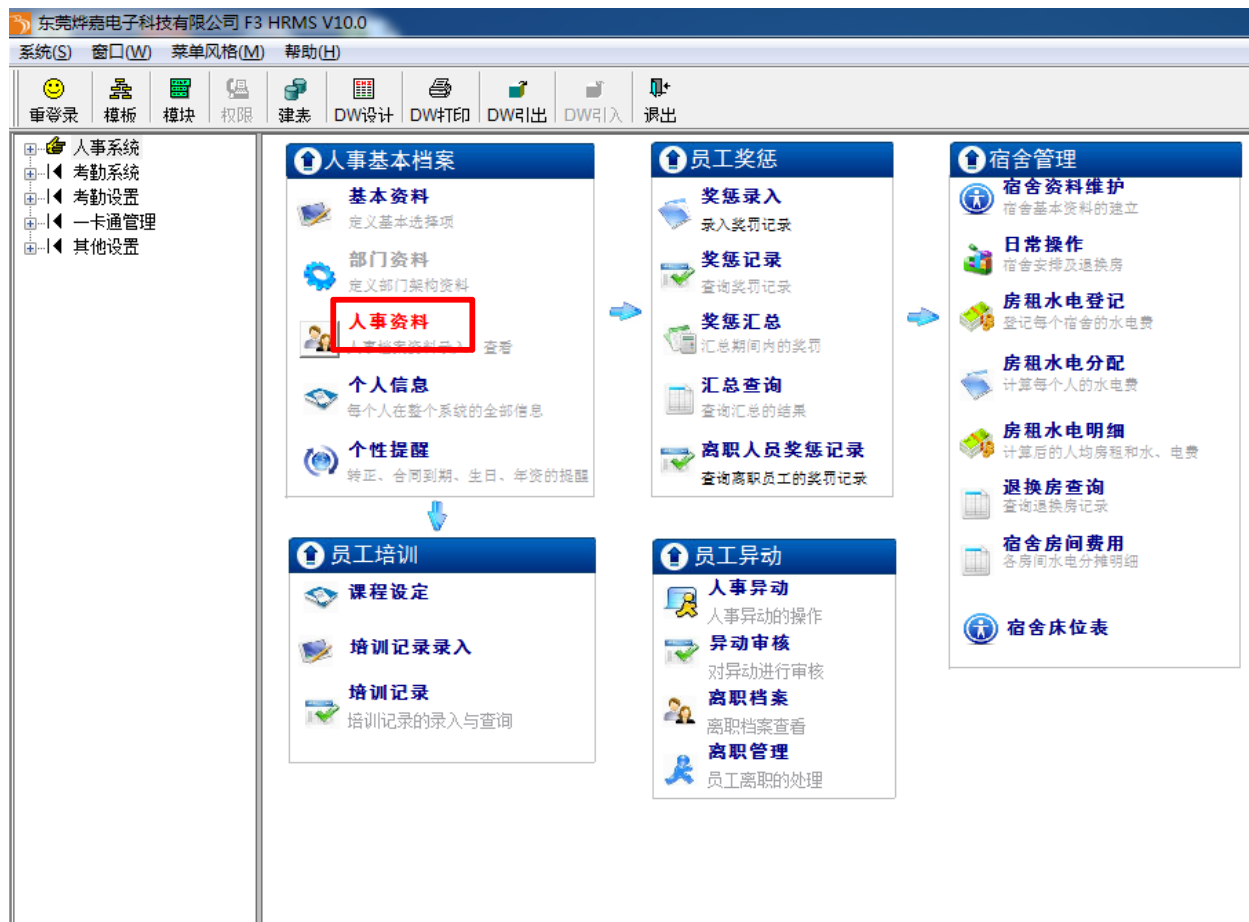 东莞烨嘉电子科技有限公司 F3 HRMS V10.0
系统(S) 窗口(W) 菜单风格(M) 帮助(H)
重登录 模板 模块 权限 建表 DW设计 DW打印 DW引出 DW引入 退出
人事系统
考勤系统
考勤设置
一卡通管理
其他设置
人事基本档案
基本资料
定义基本选择项
部门资料
定义部门架构资料
人事资料
人事档案资料录入 查看
个人信息
每个人在整个系统的全部信息
个性提醒
转正、合同到期、生日、年资的提醒
员工奖惩
奖惩录入
录入奖罚记录
奖惩记录
查询奖罚记录
奖惩汇总
汇总期间内的奖罚
汇总查询
查询汇总的结果
离职人员奖惩记录
查询离职员工的奖罚记录
宿舍管理
宿舍资料维护
宿舍基本资料的建立
日常操作
宿舍安排及退换房
房租水电登记
登记每个宿舍的水电费
房租水电分配
计算每个人的水电费
房租水电明细
计算后的人均房租和水、电费
退换房查询
查询退换房记录
宿舍房间费用
各房间水电分摊明细
宿舍床位表
员工培训
课程设定
培训记录录入
培训记录
培训记录的录入与查询
员工异动
人事异动
人事异动的操作
异动审核
对异动进行审核
离职档案
离职档案查看
离职管理
员工离职的处理